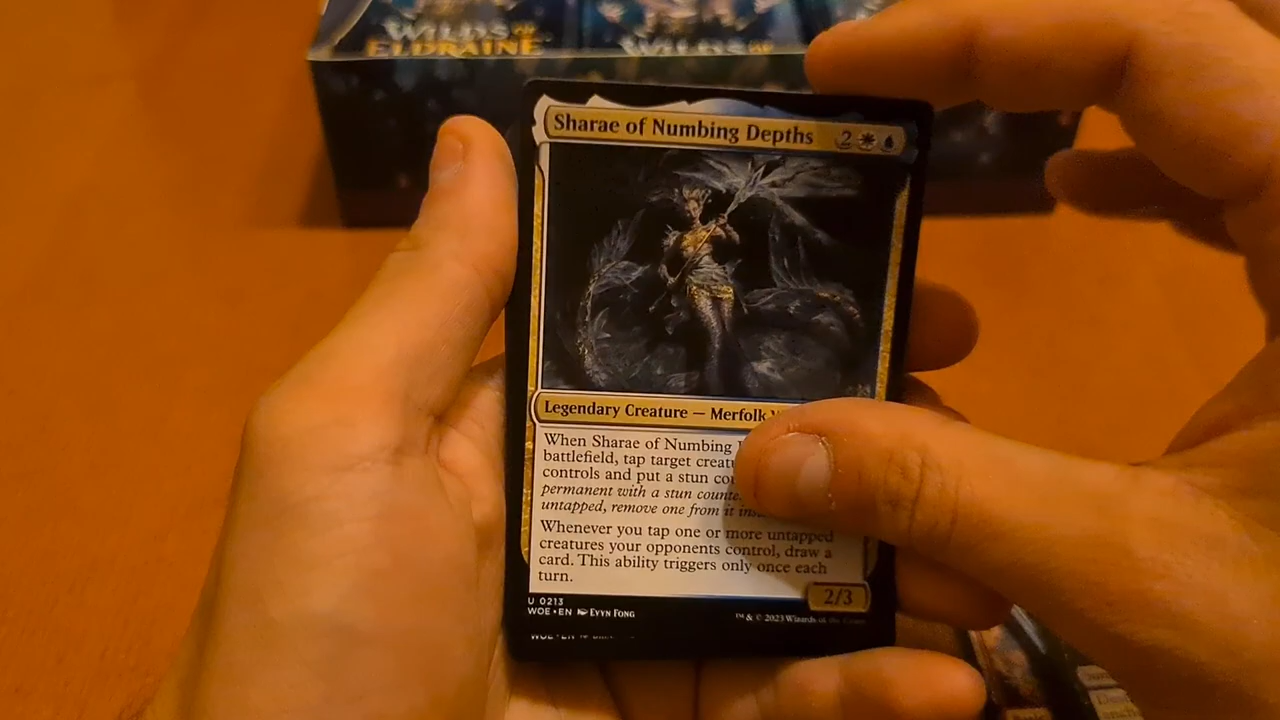 WILDS OF
ELDRAINE
WILDS OF
Sharae of Numbing Depths 2
Legendary Creature — Merfolk
When Sharae of Numbing
battlefield, tap target
controls and put a stun
permanent with a stun
untapped, remove one from it
Whenever you tap one or more untapped
creatures your opponents control, draw a
card. This ability triggers only once each
turn.
2/3
U 0213
WOE • EN Evyn Fong
™ & © 2023 Wizards of the Coast
WOE • EN